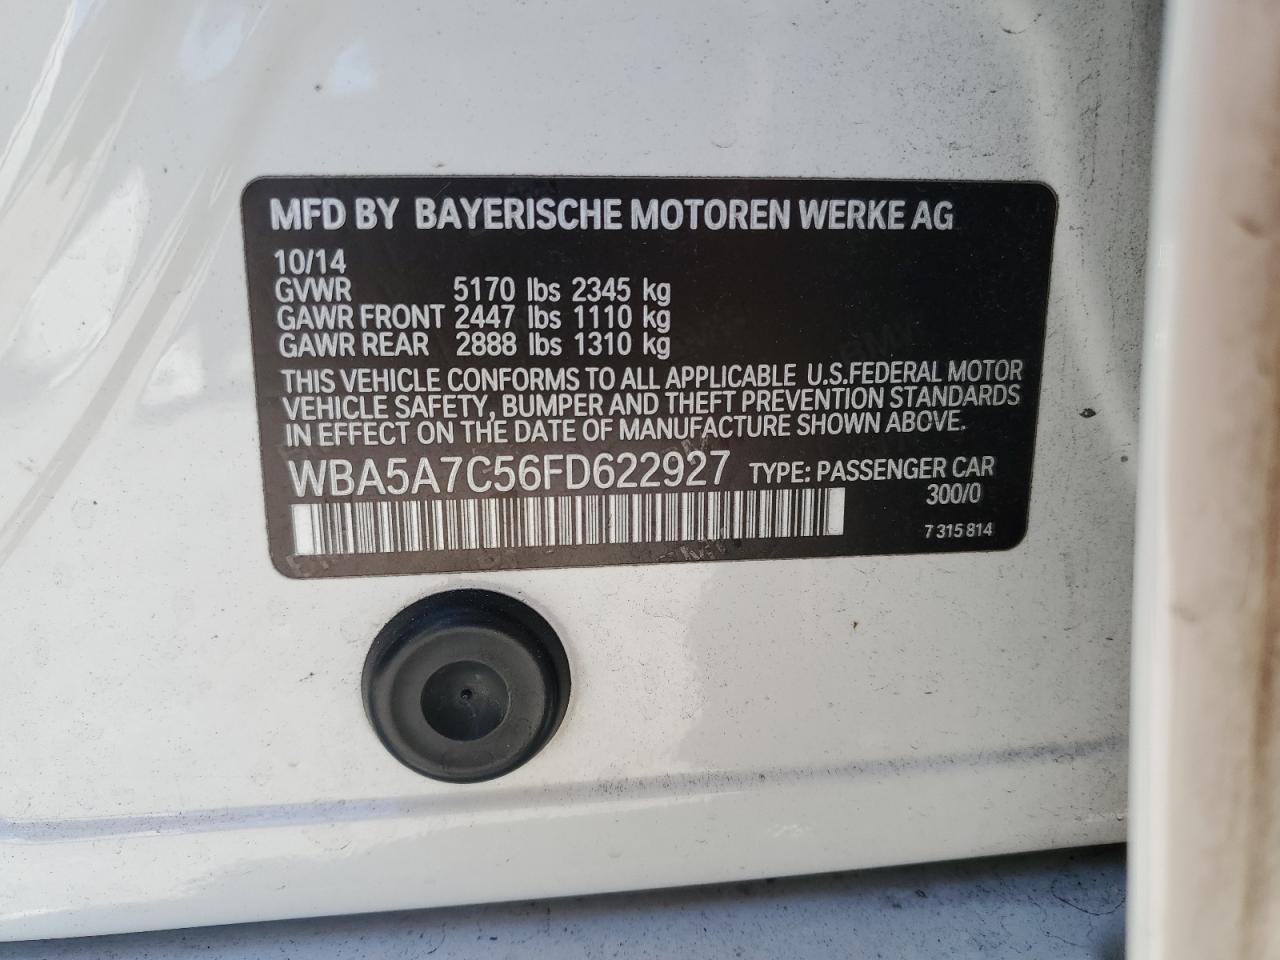 MFD BY BAYERISCHE MOTOREN WERKE AG
10/14
GVWR 5170 lbs 2345 kg
GAWR FRONT 2447 lbs 1110 kg
GAWR REAR 2888 lbs 1310 kg
THIS VEHICLE CONFORMS TO ALL APPLICABLE U.S.FEDERAL MOTOR
VEHICLE SAFETY, BUMPER AND THEFT PREVENTION STANDARDS
IN EFFECT ON THE DATE OF MANUFACTURE SHOWN ABOVE.
WBA5A7C56FD622927 TYPE: PASSENGER CAR
300/0
7 315 814